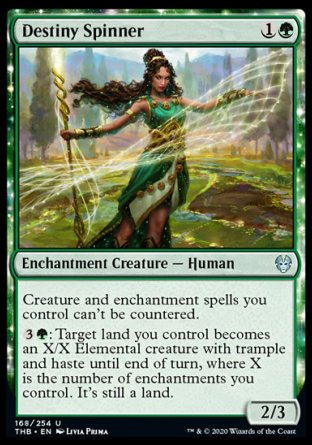 Destiny Spinner 1
Enchantment Creature — Human
Creature and enchantment spells you
control can't be countered.
3 : Target land you control becomes
an X/X Elemental creature with trample
and haste until end of turn, where X
is the number of enchantments you
control. It's still a land.
2/3
168/254 U
THB • EN LIVIA PRIMA
™ & © 2020 Wizards of the Coast